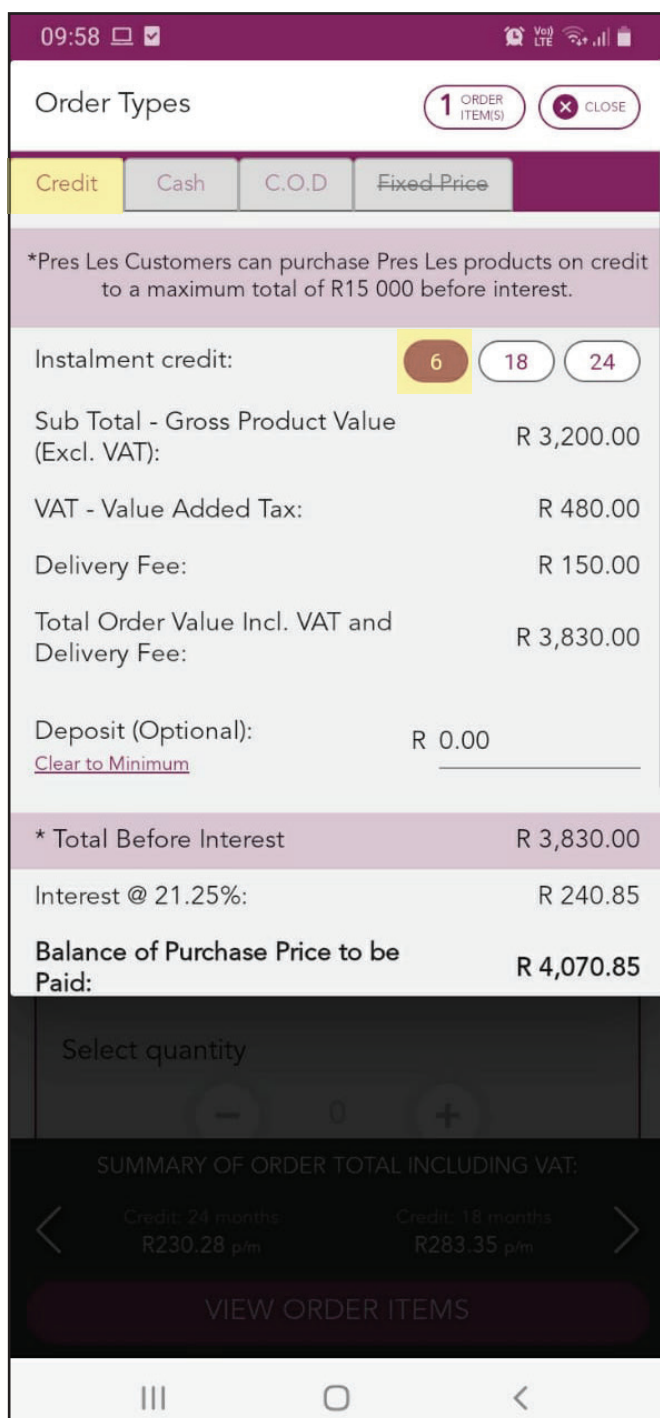 09:58
Vo)) LTE
Order Types
1 ORDER ITEM(S)
CLOSE
Credit
Cash
C.O.D
Fixed Price
*Pres Les Customers can purchase Pres Les products on credit
to a maximum total of R15 000 before interest.
Instalment credit: 6 18 24
Sub Total - Gross Product Value
(Excl. VAT): R 3,200.00
VAT - Value Added Tax: R 480.00
Delivery Fee: R 150.00
Total Order Value Incl. VAT and
Delivery Fee: R 3,830.00
Deposit (Optional): R 0.00
Clear to Minimum
* Total Before Interest R 3,830.00
Interest @ 21.25%: R 240.85
Balance of Purchase Price to be
Paid: R 4,070.85
Select quantity
0
SUMMARY OF ORDER TOTAL INCLUDING VAT:
Credit: 24 months Credit: 18 months
R230.28 p/m R283.35 p/m
VIEW ORDER ITEMS